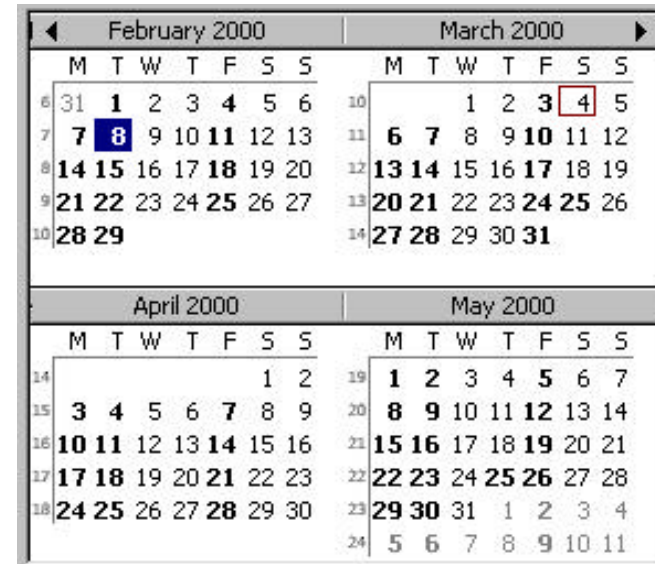 February 2000
M T W T F S S
6 31 1 2 3 4 5 6
7 7 8 9 10 11 12 13
8 14 15 16 17 18 19 20
9 21 22 23 24 25 26 27
10 28 29
March 2000
M T W T F S S
10 1 2 3 4 5
11 6 7 8 9 10 11 12
12 13 14 15 16 17 18 19
13 20 21 22 23 24 25 26
14 27 28 29 30 31
April 2000
M T W T F S S
14 1 2
15 3 4 5 6 7 8 9
16 10 11 12 13 14 15 16
17 17 18 19 20 21 22 23
18 24 25 26 27 28 29 30
May 2000
M T W T F S S
19 1 2 3 4 5 6 7
20 8 9 10 11 12 13 14
21 15 16 17 18 19 20 21
22 22 23 24 25 26 27 28
23 29 30 31 1 2 3 4
24 5 6 7 8 9 10 11